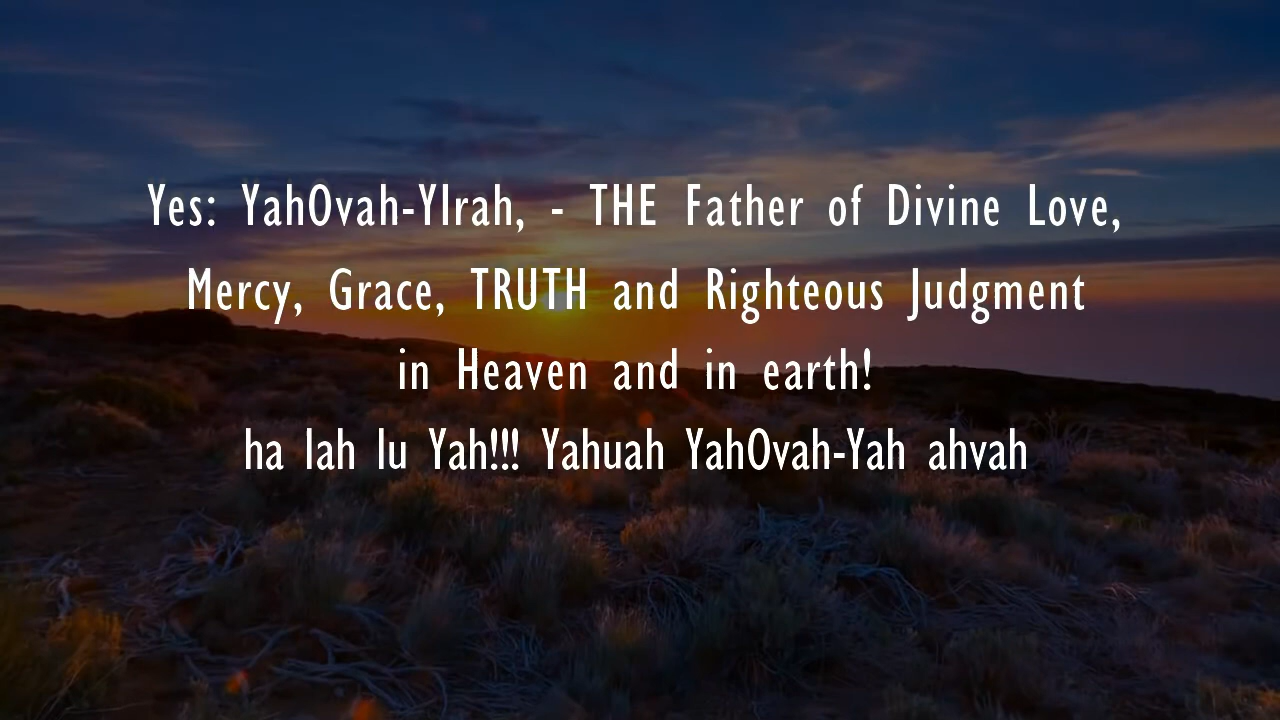 Yes: YahOvah-YIrah, - THE Father of Divine Love,
Mercy, Grace, TRUTH and Righteous Judgment
in Heaven and in earth!
ha lah lu Yah!!! Yahuah YahOvah-Yah ahvah